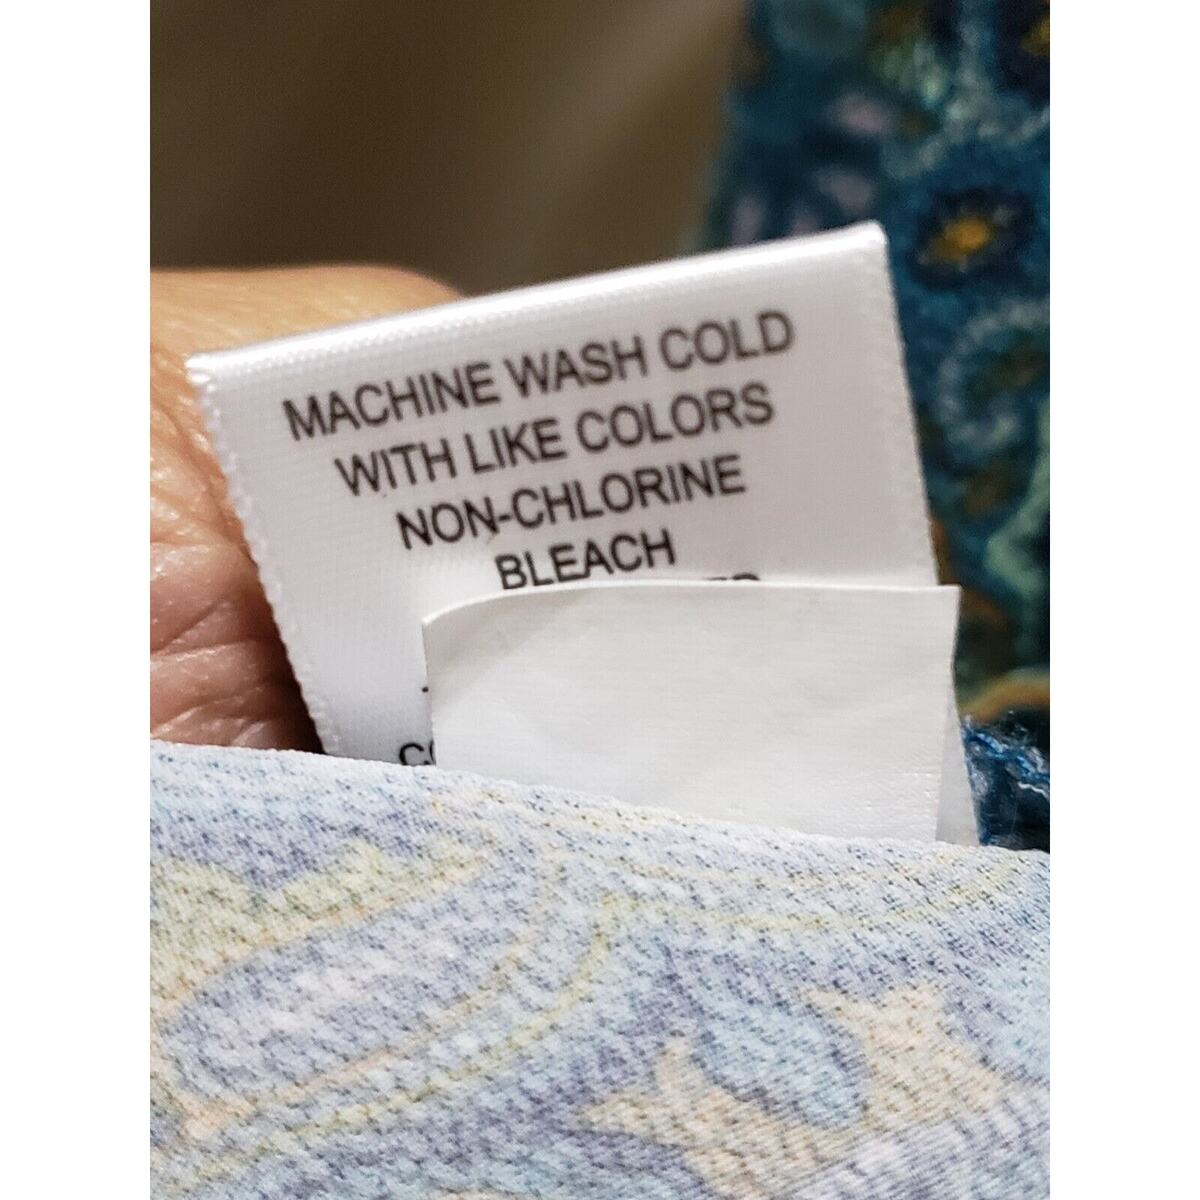 MACHINE WASH COLD
WITH LIKE COLORS
NON-CHLORINE
BLEACH